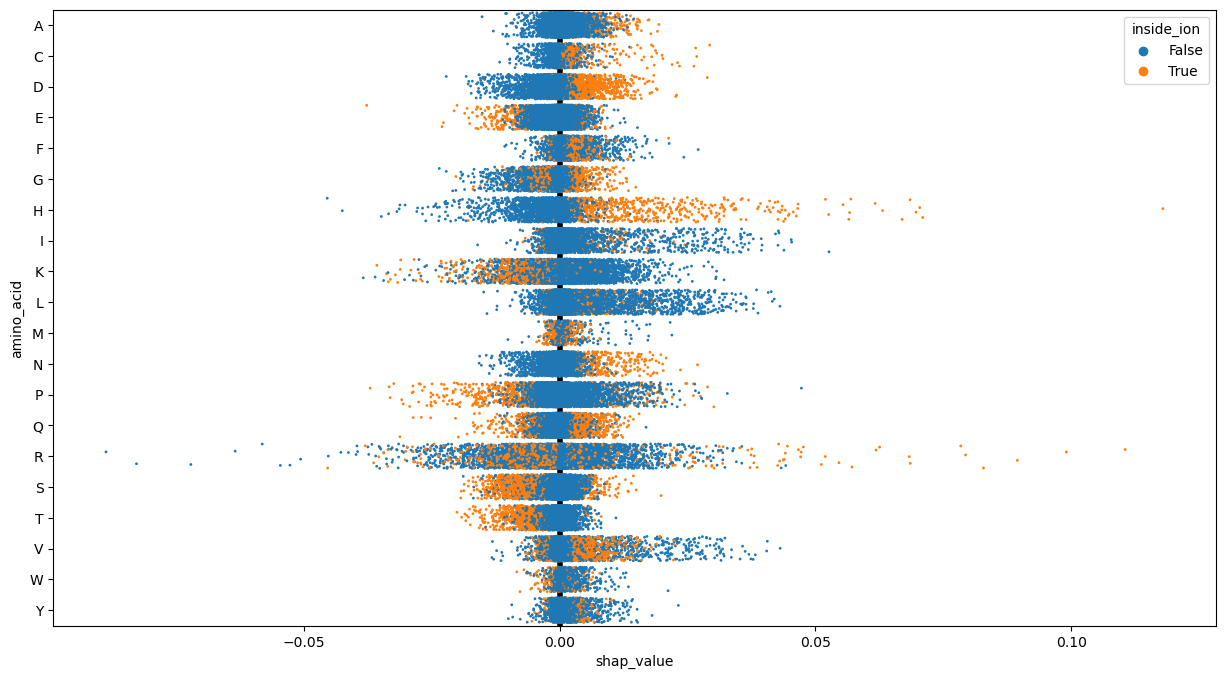 inside_ion
False
True
amino_acid
A
C
D
E
F
G
H
I
K
L
M
N
P
Q
R
S
T
V
W
Y
−0.05 0.00 0.05 0.10
shap_value